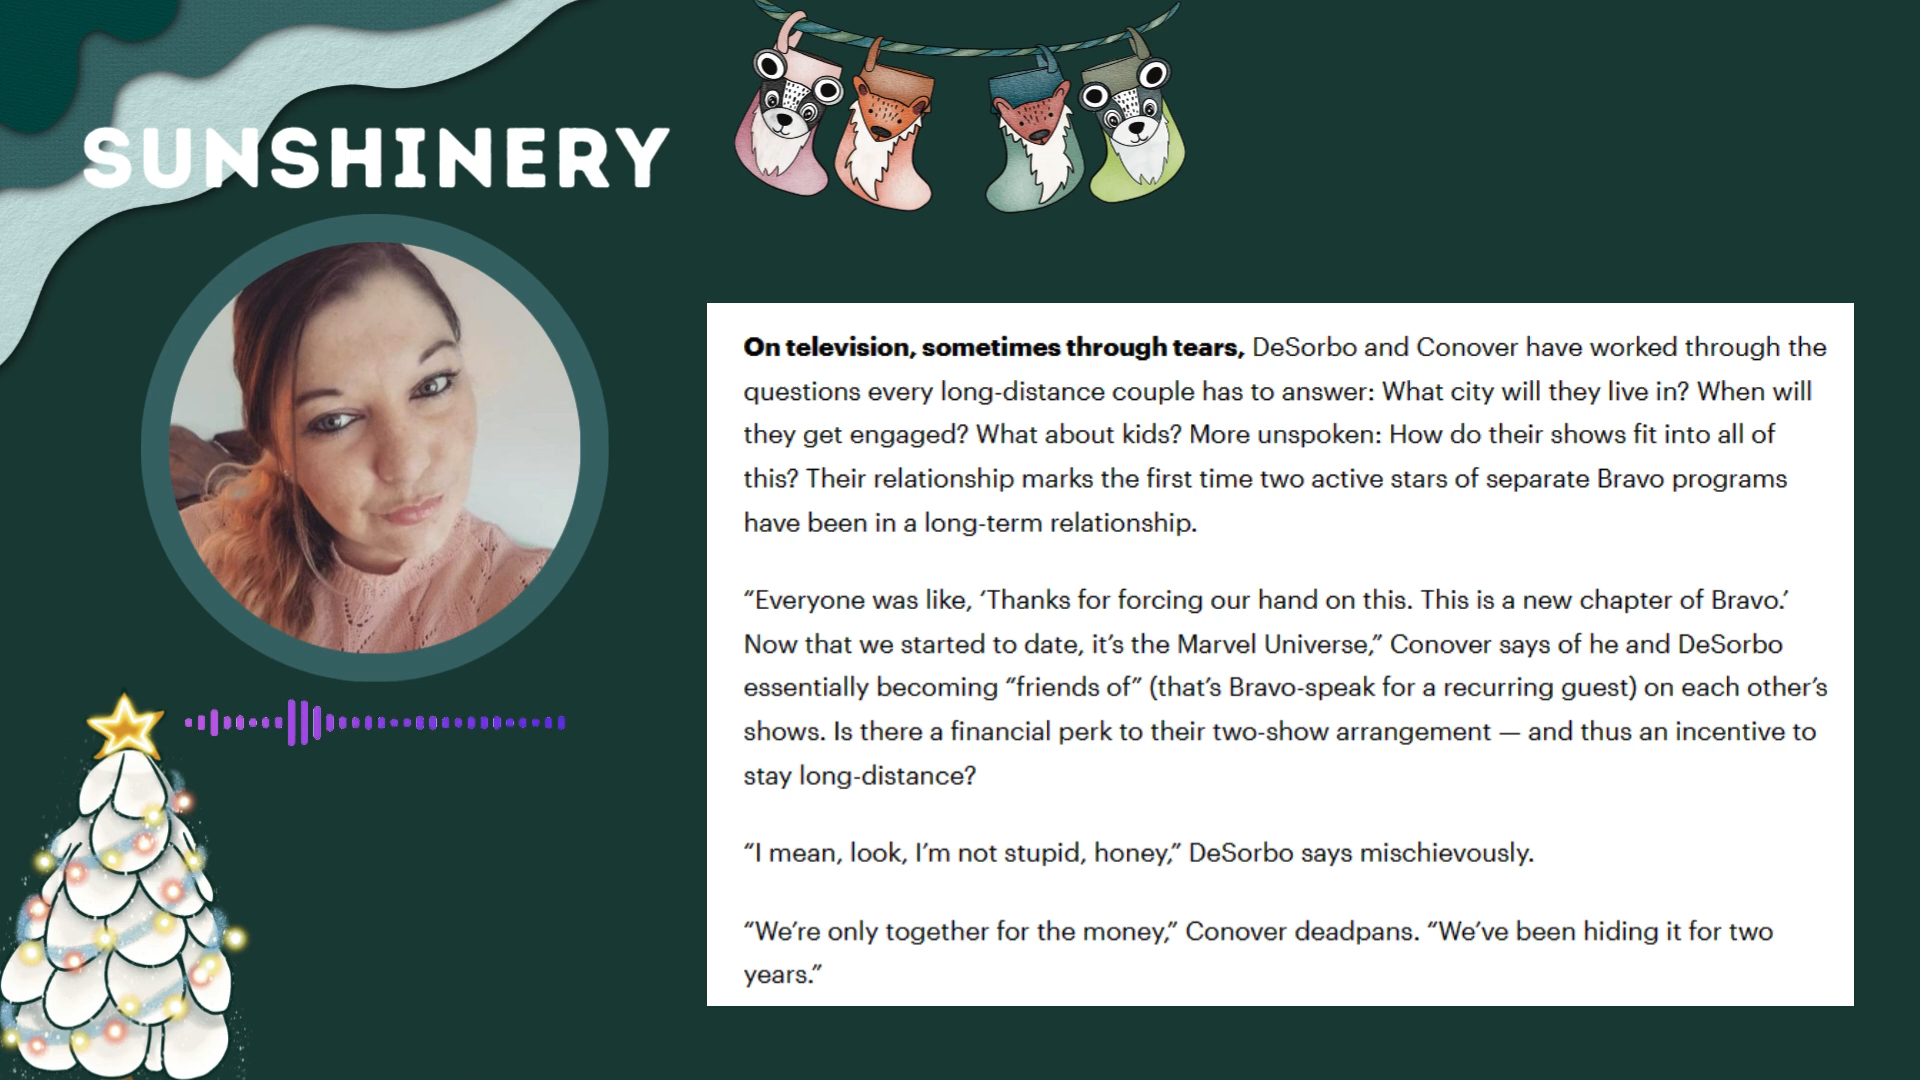 SUNSHINERY
On television, sometimes through tears, DeSorbo and Conover have worked through the
questions every long-distance couple has to answer: What city will they live in? When will
they get engaged? What about kids? More unspoken: How do their shows fit into all of
this? Their relationship marks the first time two active stars of separate Bravo programs
have been in a long-term relationship.
“Everyone was like, ‘Thanks for forcing our hand on this. This is a new chapter of Bravo.’
Now that we started to date, it’s the Marvel Universe,” Conover says of he and DeSorbo
essentially becoming “friends of” (that’s Bravo-speak for a recurring guest) on each other’s
shows. Is there a financial perk to their two-show arrangement — and thus an incentive to
stay long-distance?
“I mean, look, I’m not stupid, honey,” DeSorbo says mischievously.
“We’re only together for the money,” Conover deadpans. “We’ve been hiding it for two
years.”